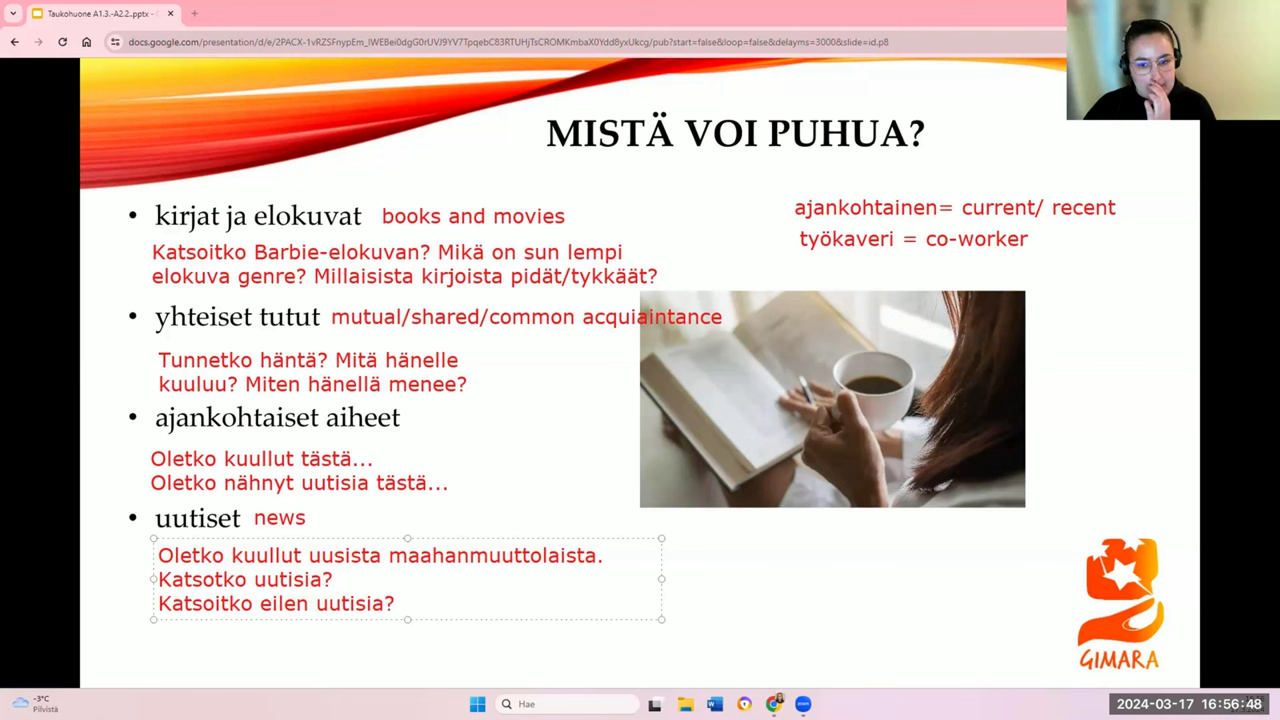 Taukohuone A1.3.-A2.2..pptx -
docs.google.com/presentation/d/e/2PACX-1vRZSFnypEm_IWEBei0dgG0rUVJ9YV7TpqebC83RTUHjTsCROMKmbaX0Ydd8yxUkcg/pub?start=false&loop=false&delayms=3000&slide=id.p8
MISTÄ VOI PUHUA?
• kirjat ja elokuvat books and movies
Katsoitko Barbie-elokuvan? Mikä on sun lempi
elokuva genre? Millaisista kirjoista pidät/tykkäät?
ajankohtainen= current/ recent
työkaveri = co-worker
• yhteiset tutut mutual/shared/common acquiaintance
Tunnetko häntä? Mitä hänelle
kuuluu? Miten hänellä menee?
• ajankohtaiset aiheet
Oletko kuullut tästä...
Oletko nähnyt uutisia tästä...
• uutiset news
Oletko kuullut uusista maahanmuuttolaista.
Katsotko uutisia?
Katsoitko eilen uutisia?
GIMARA
-3°C
Pilvistä
Hae
2024-03-17 16:56:48